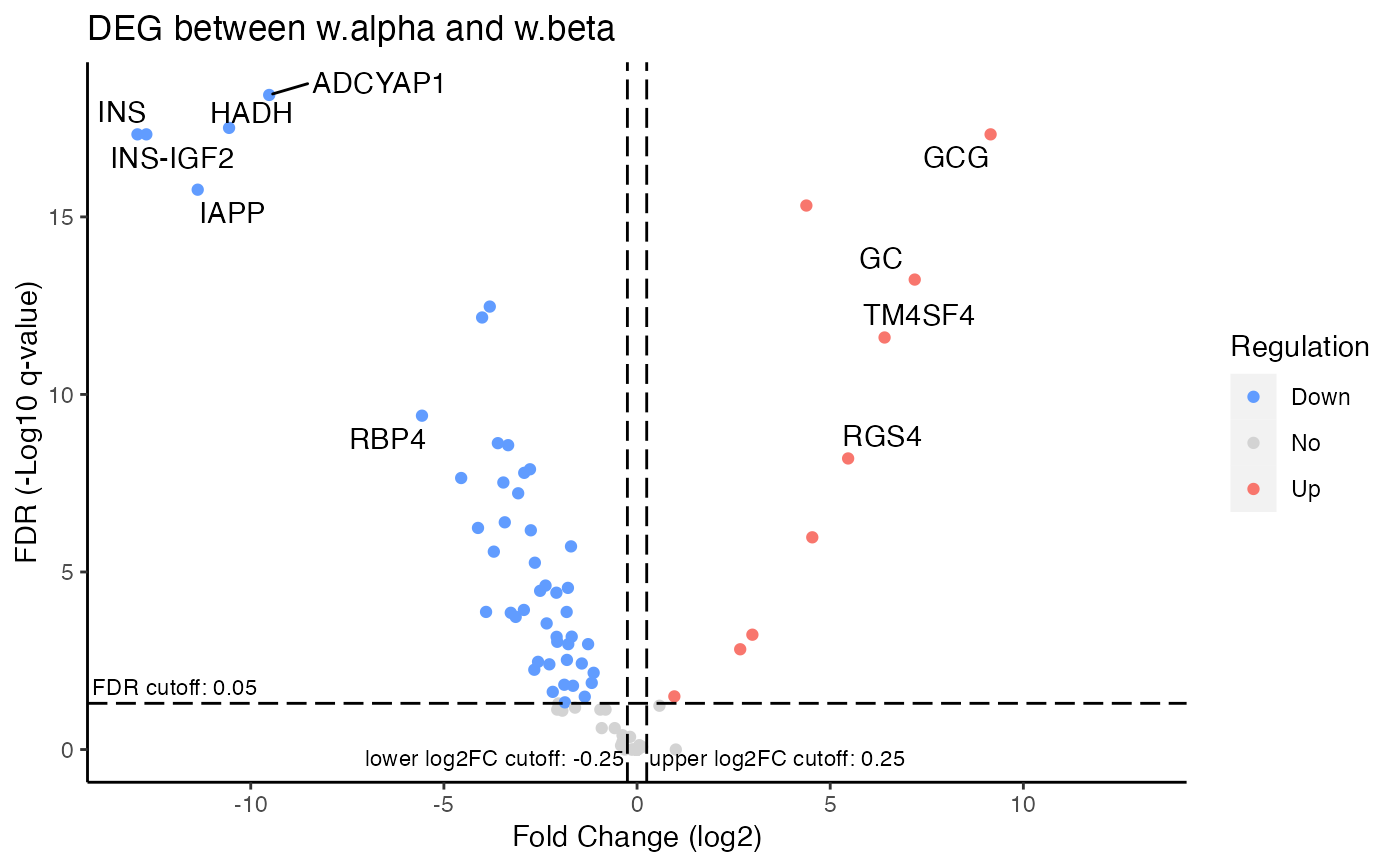 DEG between w.alpha and w.beta
ADCYAP1
INS
HADH
INS-IGF2
IAPP
GCG
GC
TM4SF4
RBP4
RGS4
FDR cutoff: 0.05
lower log2FC cutoff: -0.25
upper log2FC cutoff: 0.25
FDR (-Log10 q-value)
15
10
5
0
-10
-5
0
5
10
Fold Change (log2)
Regulation
Down
No
Up